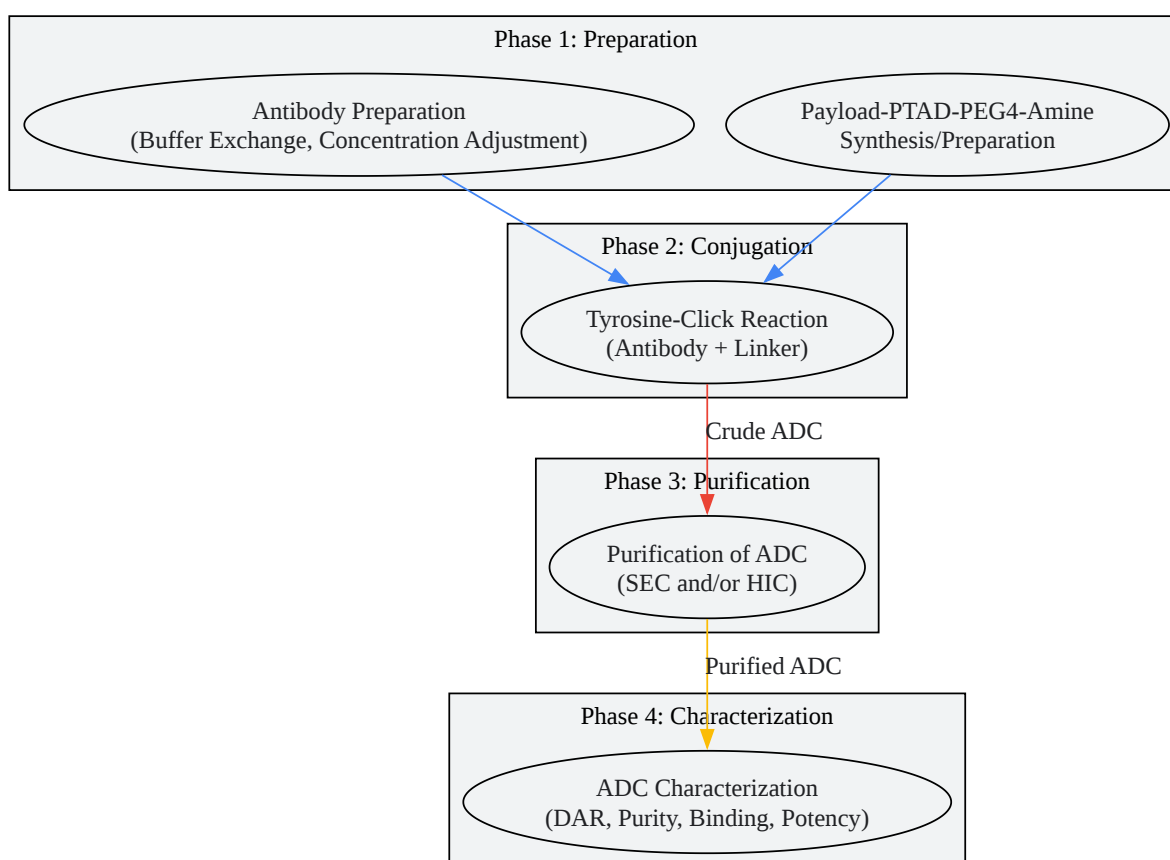 Phase 1: Preparation
Antibody Preparation
(Buffer Exchange, Concentration Adjustment)
Payload-PTAD-PEG4-Amine
Synthesis/Preparation
Phase 2: Conjugation
Tyrosine-Click Reaction
(Antibody + Linker)
Crude ADC
Phase 3: Purification
Purification of ADC
(SEC and/or HIC)
Purified ADC
Phase 4: Characterization
ADC Characterization
(DAR, Purity, Binding, Potency)